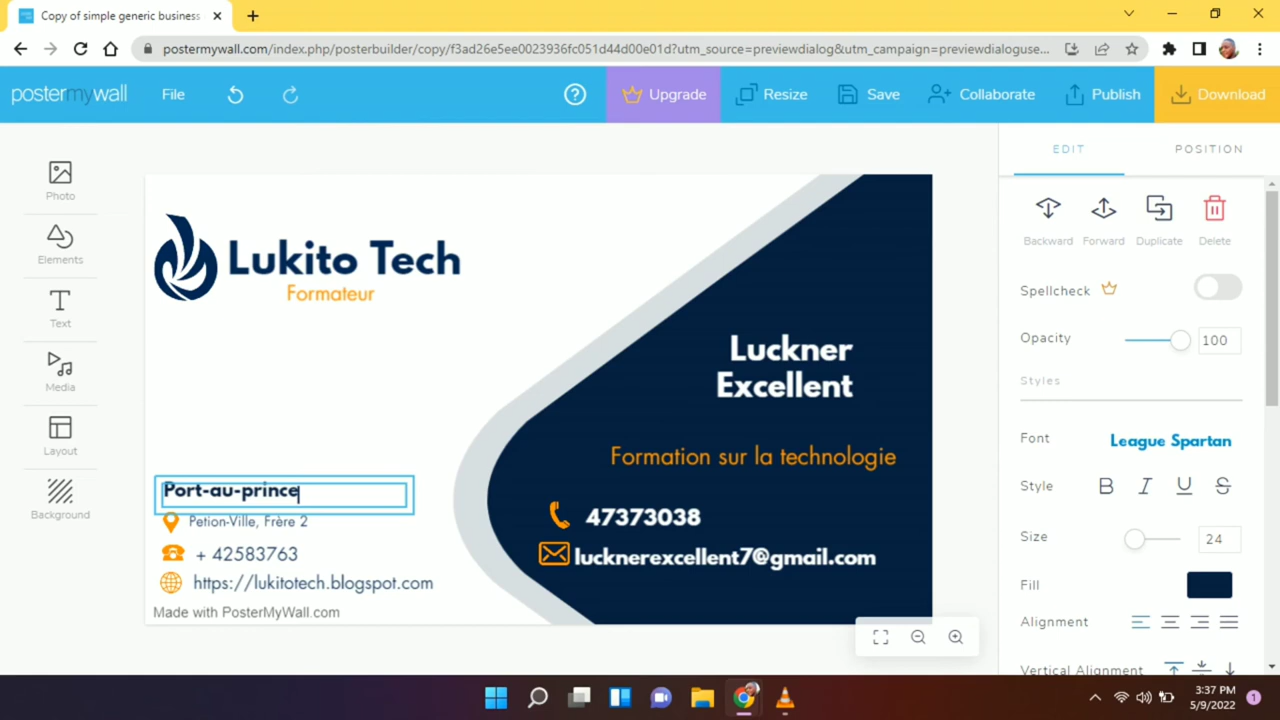 Copy of simple generic business
postermywall.com/index.php/posterbuilder/copy/f3ad26e5ee0023936fc051d44d00e01d?utm_source=previewdialog&utm_campaign=previewdialoguse...
postermywall File Upgrade Resize Save Collaborate Publish Download
EDIT POSITION
Photo
Elements
Text
Media
Layout
Background
Lukito Tech
Formateur
Luckner
Excellent
Formation sur la technologie
47373038
lucknerexcellent7@gmail.com
Port-au-prince
Petion-Ville, Frère 2
+ 42583763
https://lukitotech.blogspot.com
Made with PosterMyWall.com
Backward Forward Duplicate Delete
Spellcheck
Opacity 100
Styles
Font League Spartan
Style B I U S
Size 24
Fill
Alignment
Vertical Alignment
3:37 PM
5/9/2022
1